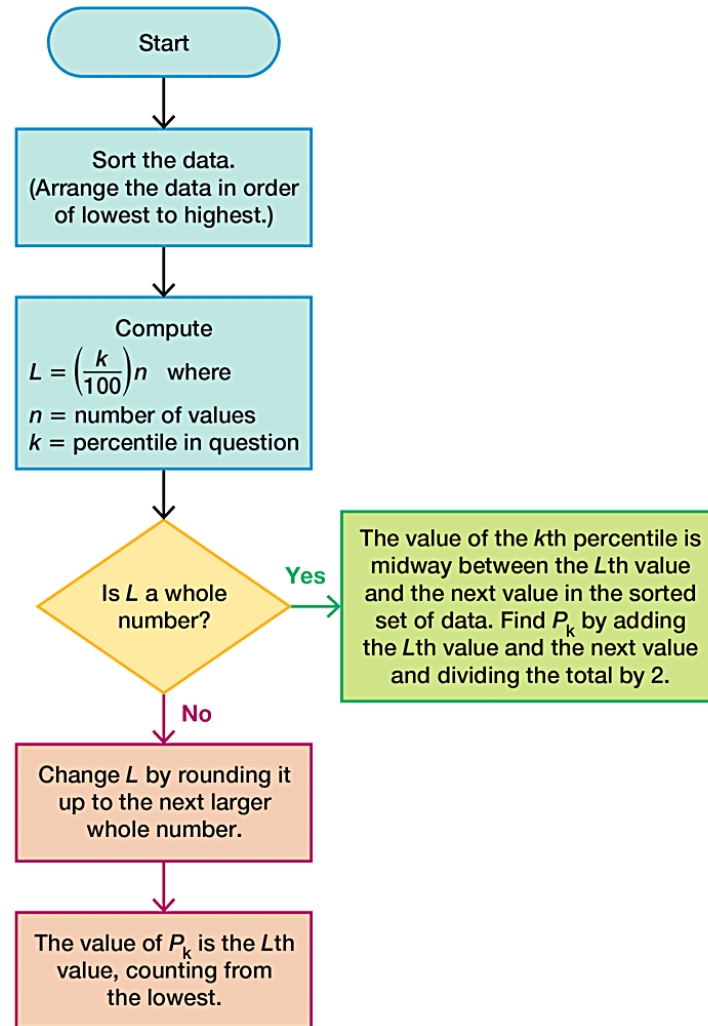 Start
Sort the data.
(Arrange the data in order
of lowest to highest.)
Compute
L = (k/100)n where
n = number of values
k = percentile in question
Is L a whole
number?
Yes
The value of the kth percentile is
midway between the Lth value
and the next value in the sorted
set of data. Find Pk by adding
the Lth value and the next value
and dividing the total by 2.
No
Change L by rounding it
up to the next larger
whole number.
The value of Pk is the Lth
value, counting from
the lowest.